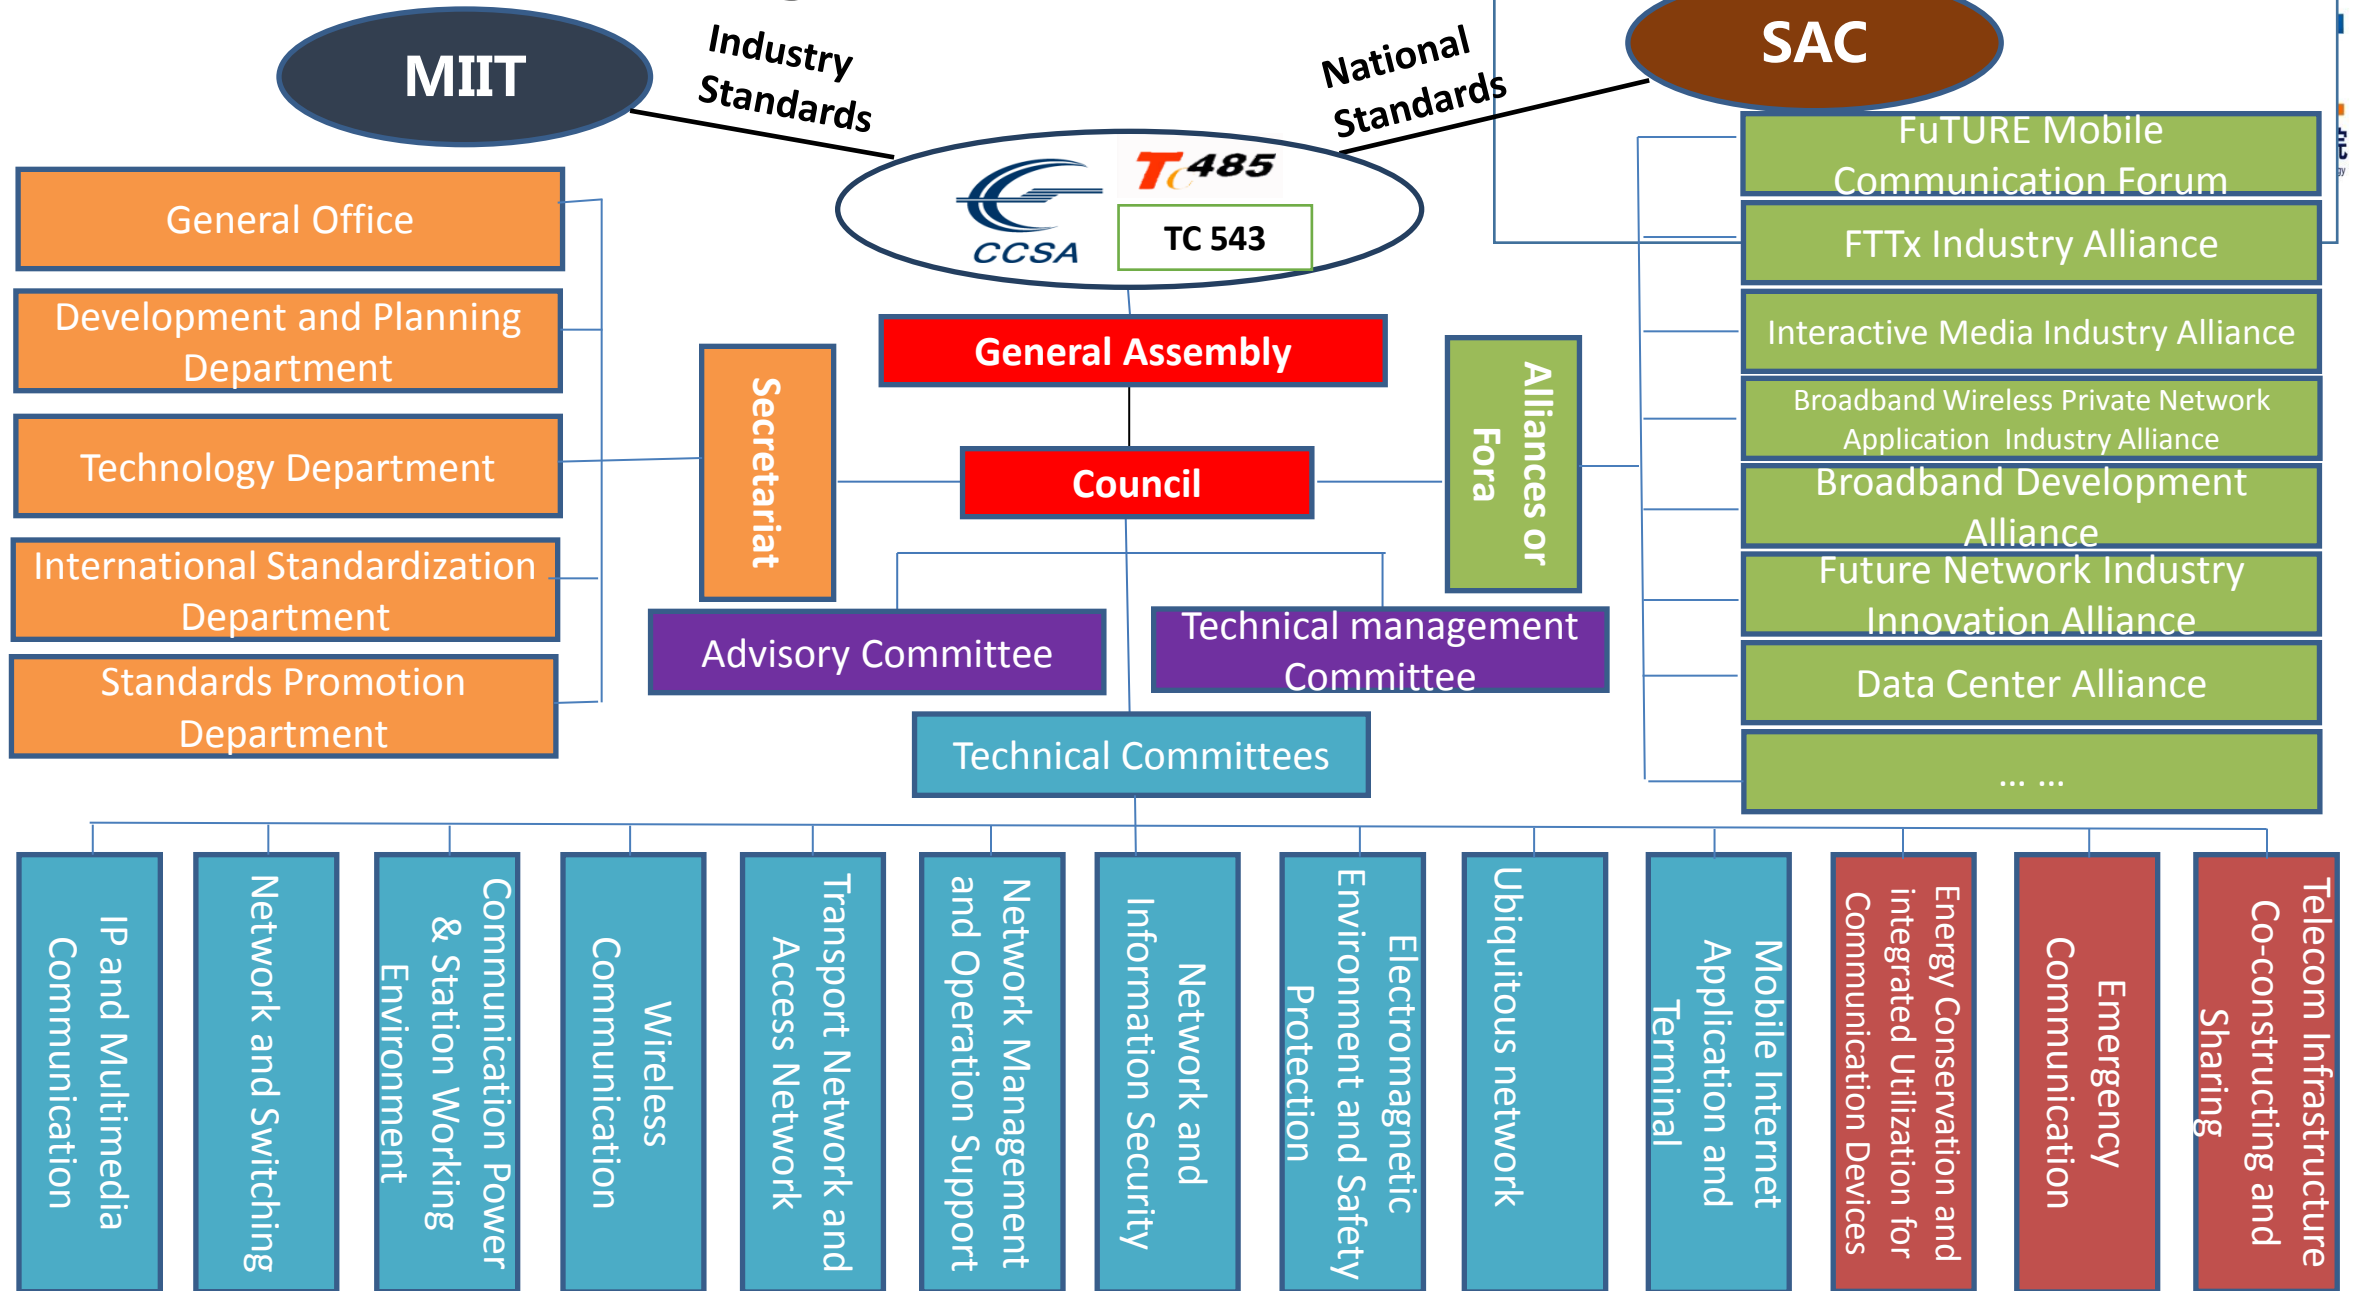 MIIT
Industry
Standards
National
Standards
SAC
CCSA
TC485
TC 543
General Office
Development and Planning
Department
Technology Department
International Standardization
Department
Standards Promotion
Department
Secretariat
General Assembly
Council
Alliances or
Fora
Advisory Committee
Technical management
Committee
Technical Committees
FuTURE Mobile
Communication Forum
FTTx Industry Alliance
Interactive Media Industry Alliance
Broadband Wireless Private Network
Application Industry Alliance
Broadband Development
Alliance
Future Network Industry
Innovation Alliance
Data Center Alliance
... ...
IP and Multimedia
Communication
Network and Switching
Communication Power
& Station Working
Environment
Wireless
Communication
Transport Network and
Access Network
Network Management
and Operation Support
Network and
Information Security
Electromagnetic
Environment and Safety
Protection
Ubiquitous network
Mobile Internet
Application and
Terminal
Energy Conservation and
integrated Utilization for
Communication Devices
Emergency
Communication
Telecom Infrastructure
Co-constructing and
Sharing